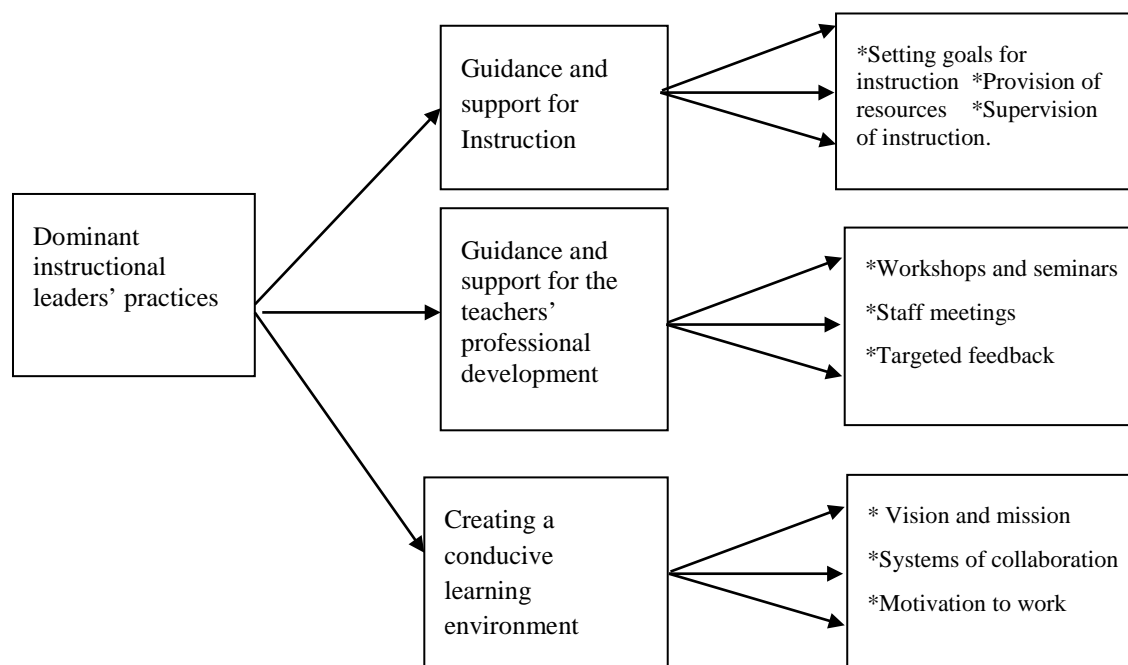 Dominant
instructional
leaders’ practices
Guidance and
support for
Instruction
*Setting goals for
instruction *Provision of
resources *Supervision
of instruction.
Guidance and
support for the
teachers’
professional
development
*Workshops and seminars
*Staff meetings
*Targeted feedback
Creating a
conducive
learning
environment
* Vision and mission
*Systems of collaboration
*Motivation to work